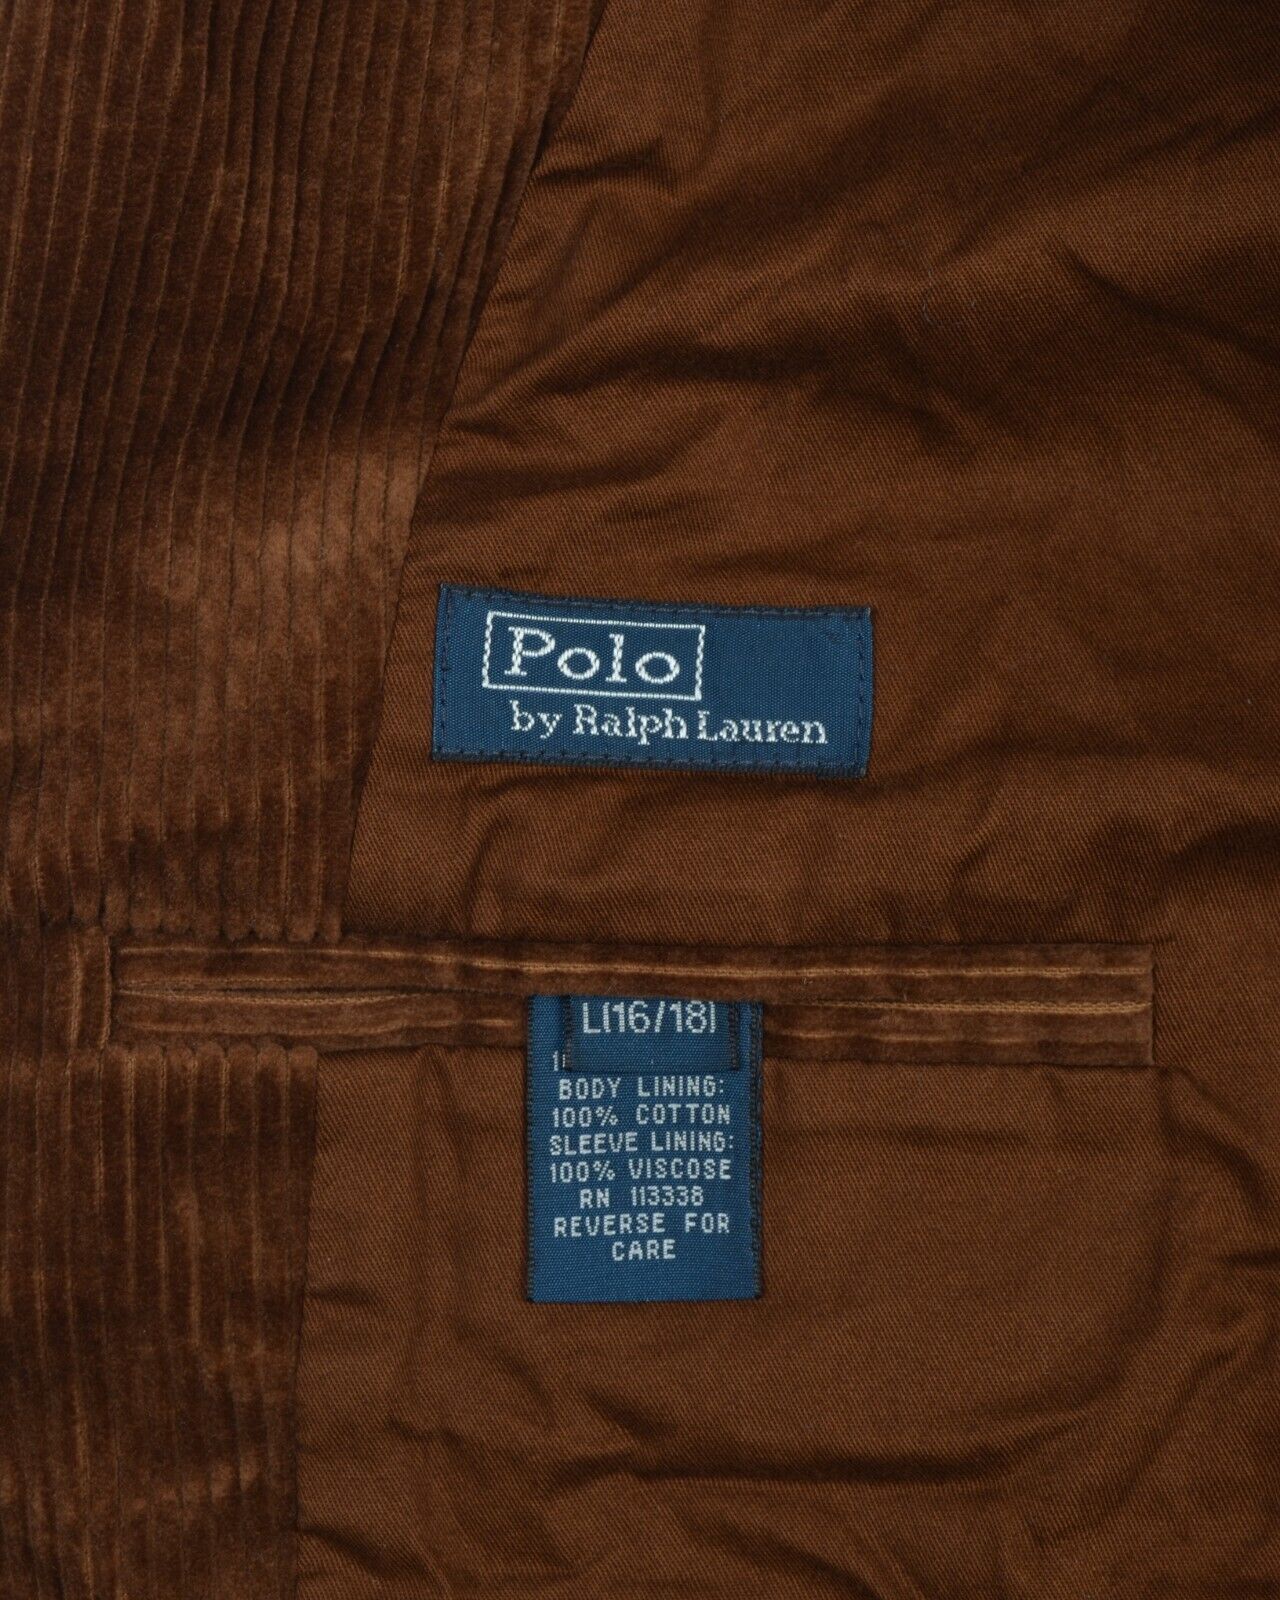 Polo
by Ralph Lauren
L(16/18)
BODY LINING:
100% COTTON
SLEEVE LINING:
100% VISCOSE
RN 113338
REVERSE FOR
CARE